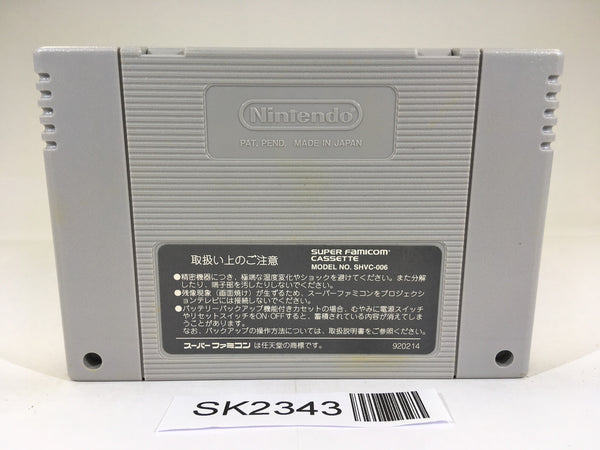 Nintendo
PAT. PEND. MADE IN JAPAN
取扱い上のご注意
SUPER FAMICOM
CASSETTE
MODEL NO. SHVC-006
●精密機器につき、極端な温度変化やショックを避けてください。また分解
したり、端子部を汚したりしないでください。
●残像現象（画面焼け）が生ずるため、スーパーファミコンをプロジェクシ
ョンテレビには接続しないでください。
●バッテリーバックアップ機能付きカセットの場合、むやみに電源スイッチ
やリセットスイッチをON・OFFすると、蓄積されている内容が消えてしま
うことがあります。
なお、バックアップの操作方法については、取扱説明書をご参照ください。
スーパーファミコン は任天堂の商標です。
920214
SK2343